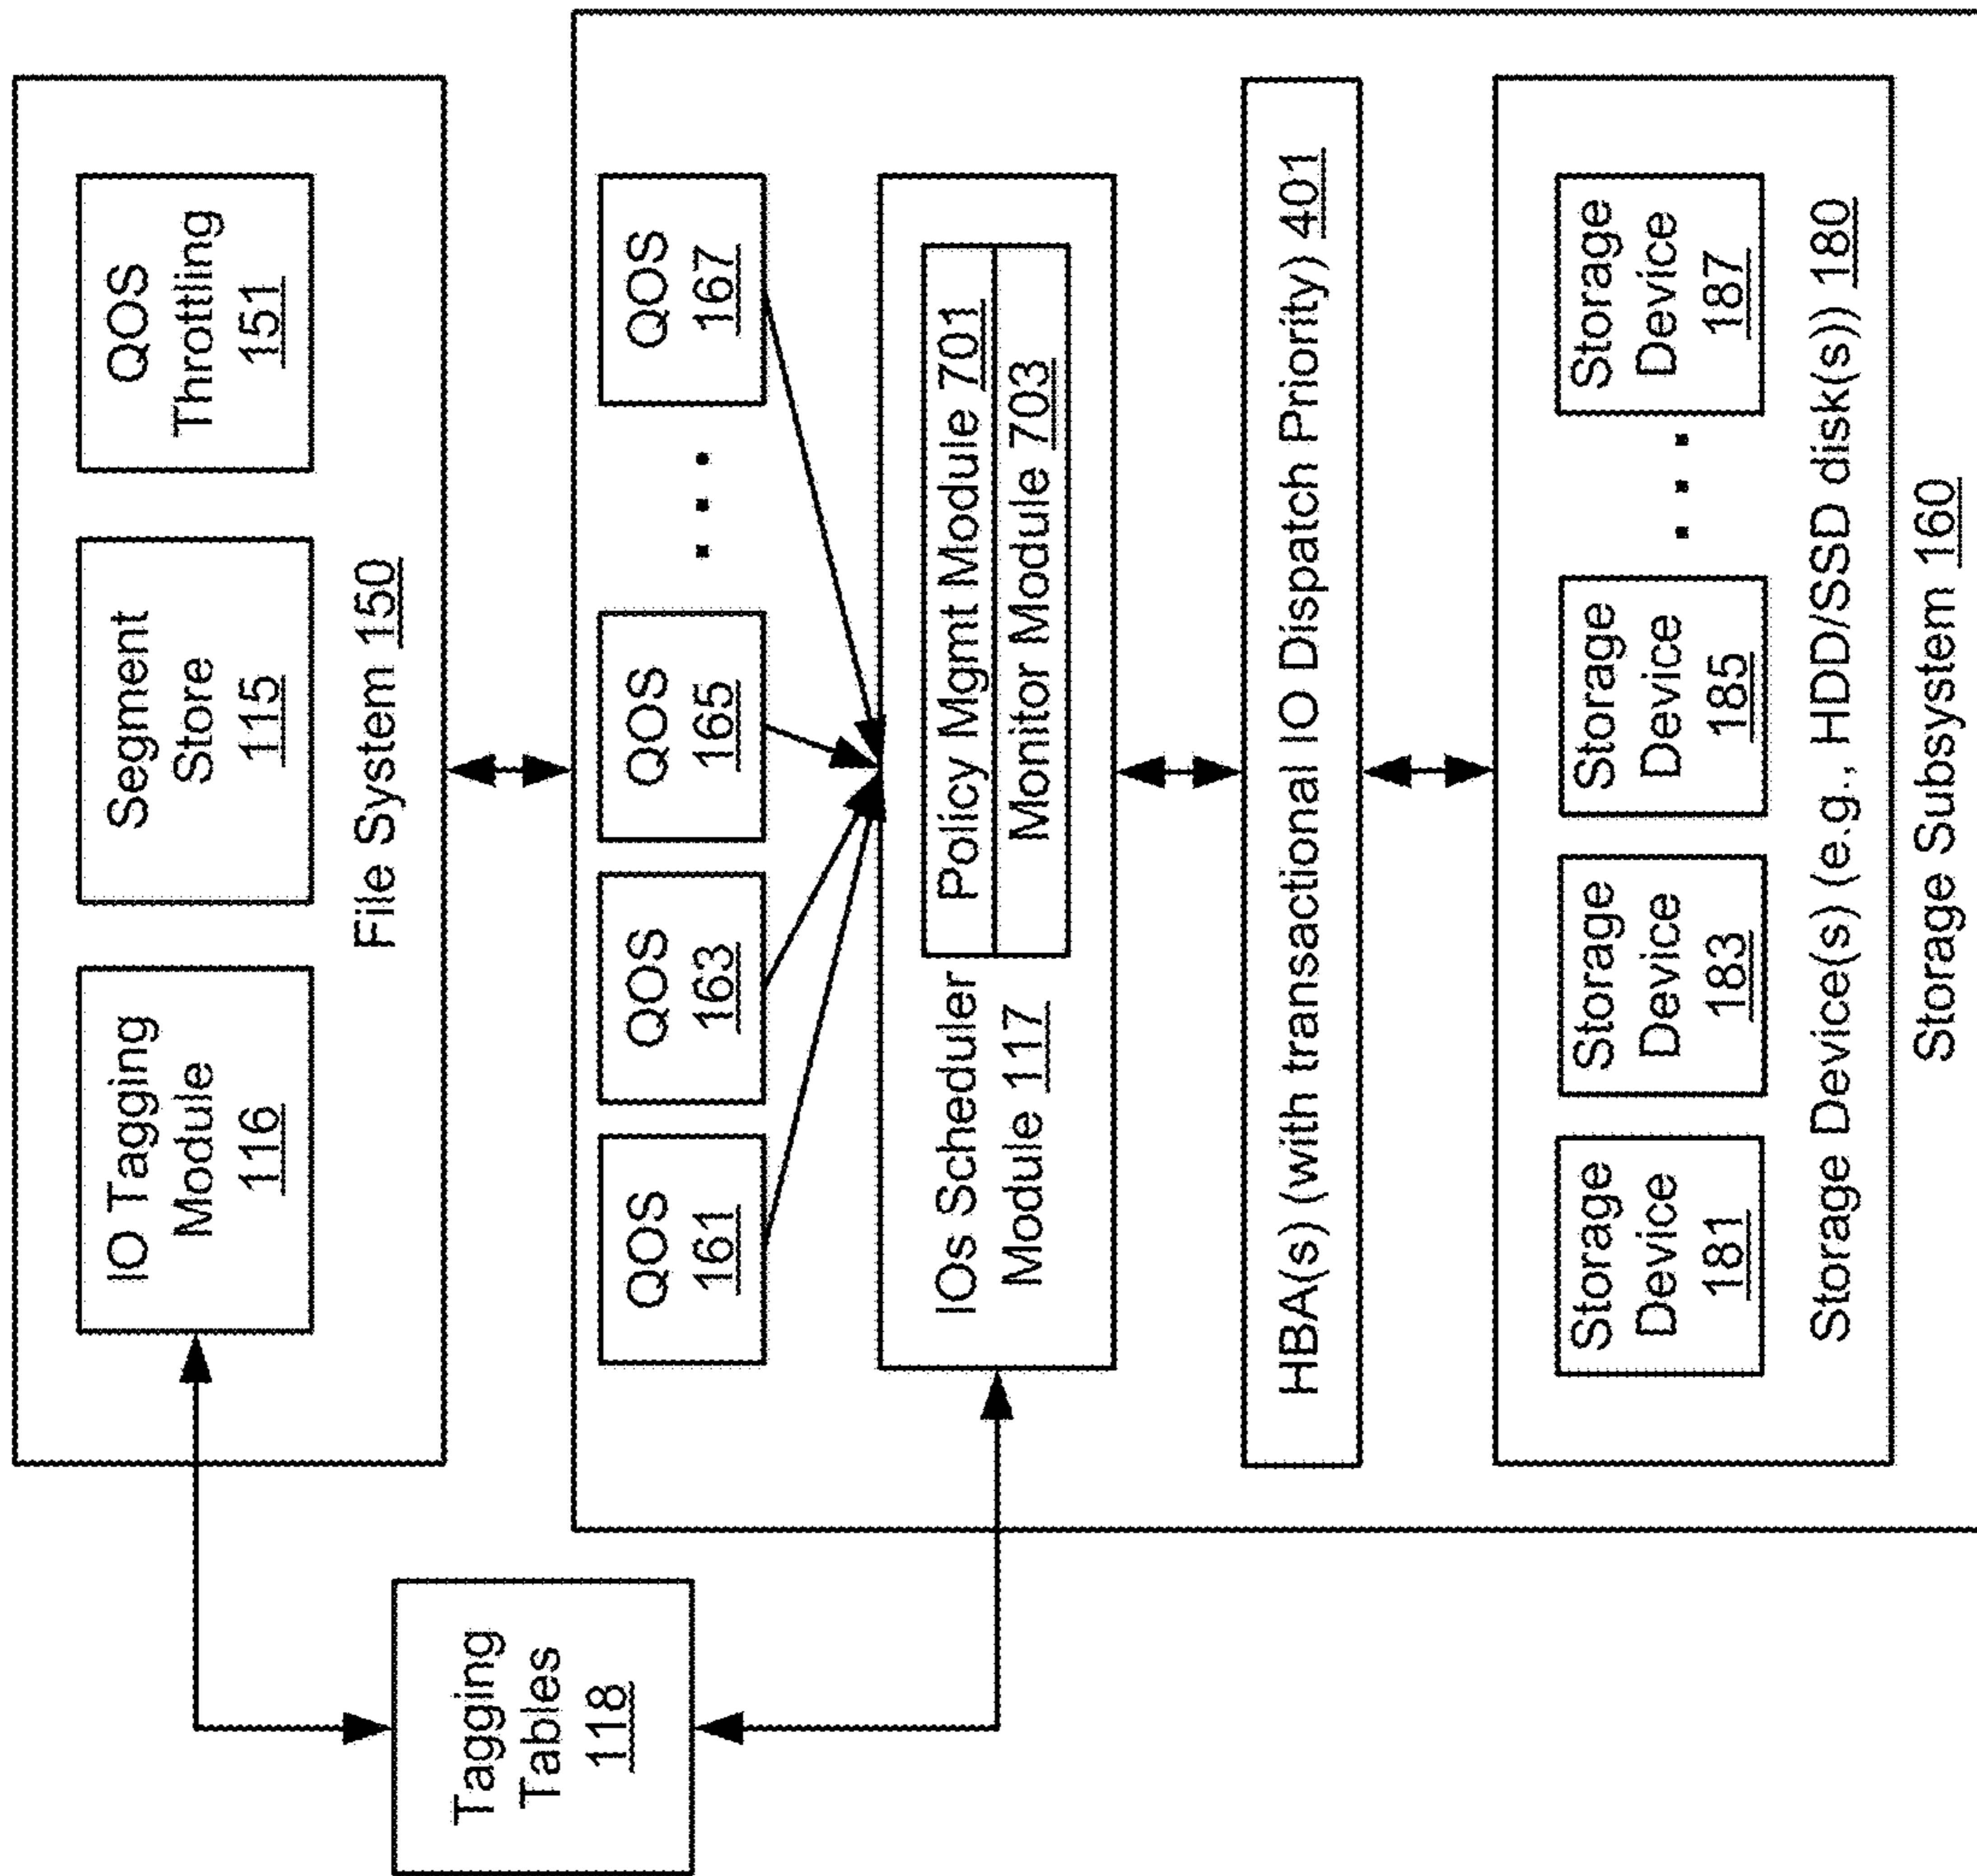 IO Tagging
Module
116
Segment
Store
115
QOS
Throttling
151
File System 150
Tagging
Tables
118
QOS
161
QOS
163
QOS
165
. . .
QOS
167
IOs Scheduler
Module 117
Policy Mgmt Module 701
Monitor Module 703
HBA(s) (with transactional IO Dispatch Priority) 401
Storage
Device
181
Storage
Device
183
Storage
Device
185
. . .
Storage
Device
187
Storage Device(s) (e.g., HDD/SSD disk(s)) 180
Storage Subsystem 160